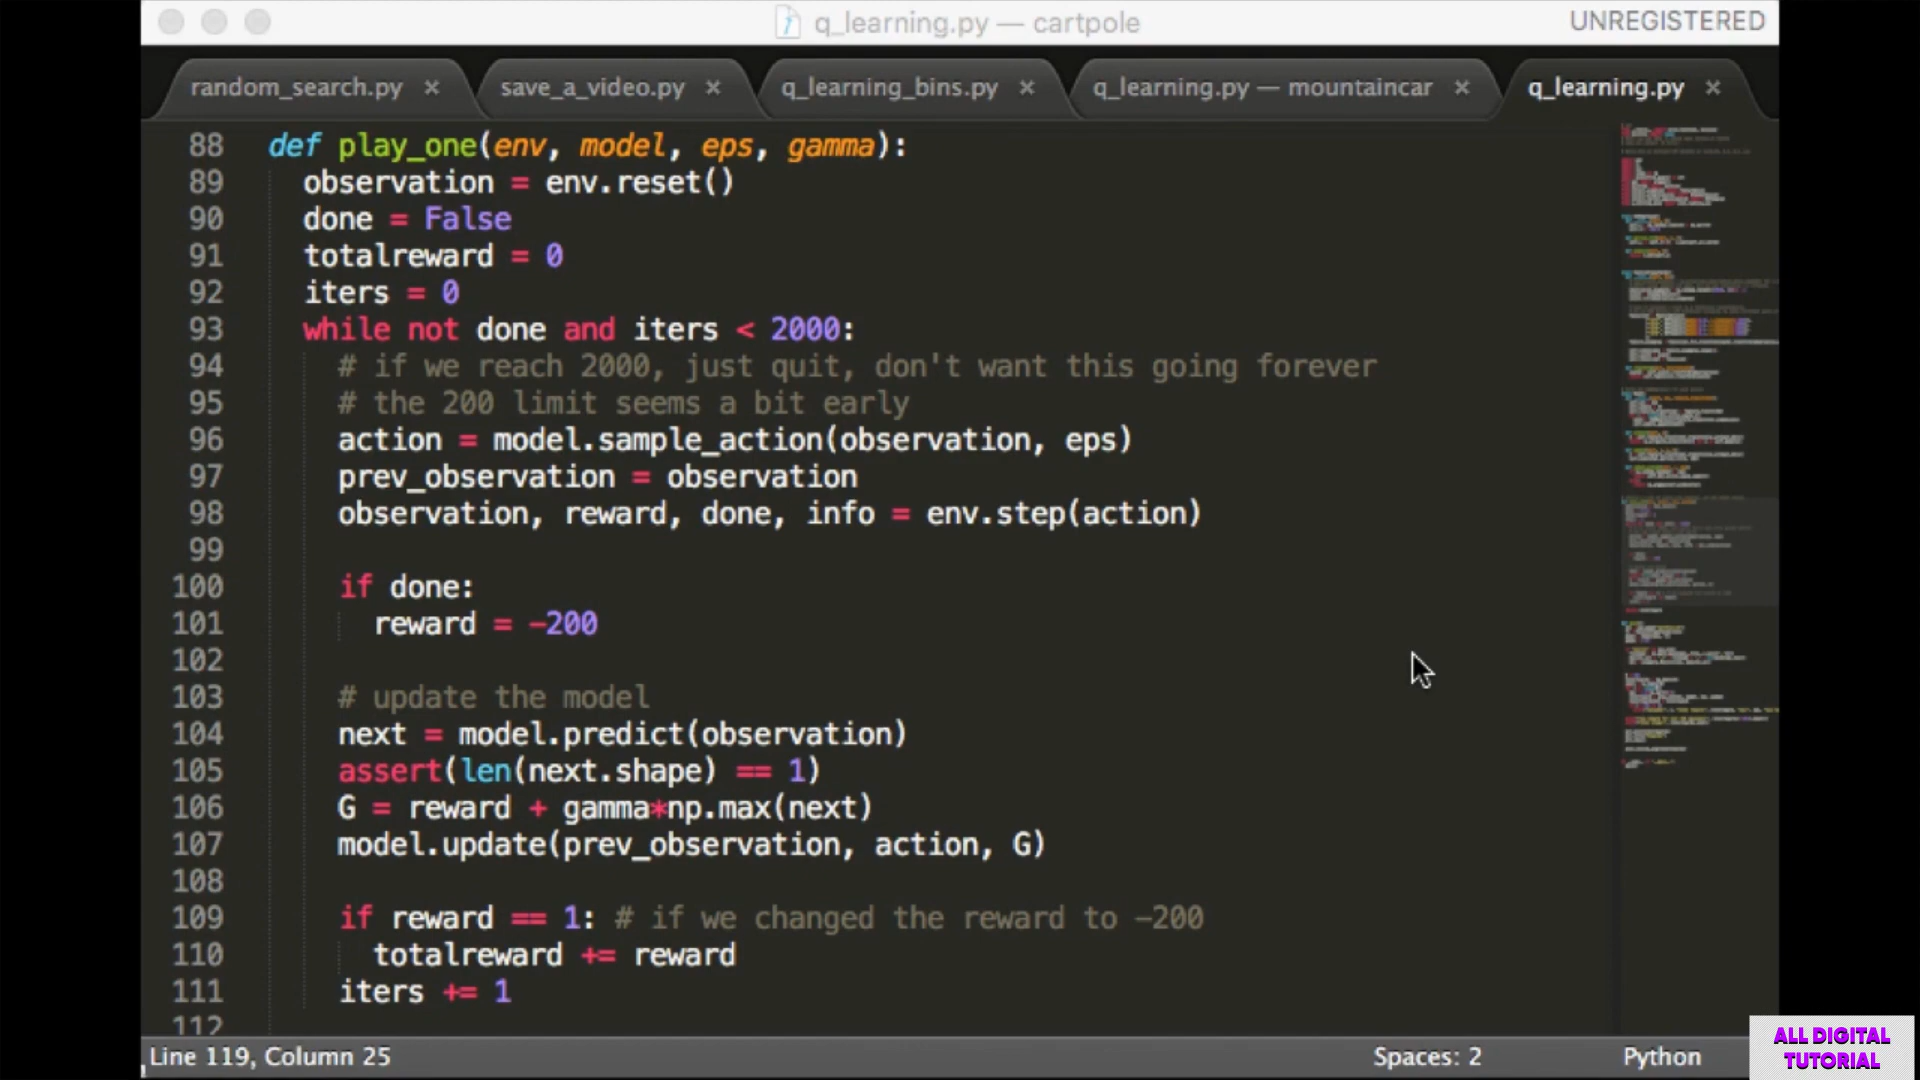 q_learning.py — cartpole
UNREGISTERED
random_search.py × save_a_video.py × q_learning_bins.py × q_learning.py — mountaincar × q_learning.py ×
88 def play_one(env, model, eps, gamma):
89 observation = env.reset()
90 done = False
91 totalreward = 0
92 iters = 0
93 while not done and iters < 2000:
94 # if we reach 2000, just quit, don't want this going forever
95 # the 200 limit seems a bit early
96 action = model.sample_action(observation, eps)
97 prev_observation = observation
98 observation, reward, done, info = env.step(action)
99
100 if done:
101 reward = -200
102
103 # update the model
104 next = model.predict(observation)
105 assert(len(next.shape) == 1)
106 G = reward + gamma*np.max(next)
107 model.update(prev_observation, action, G)
108
109 if reward == 1: # if we changed the reward to -200
110 totalreward += reward
111 iters += 1
112
Line 119, Column 25
Spaces: 2
Python
ALL DIGITAL
TUTORIAL